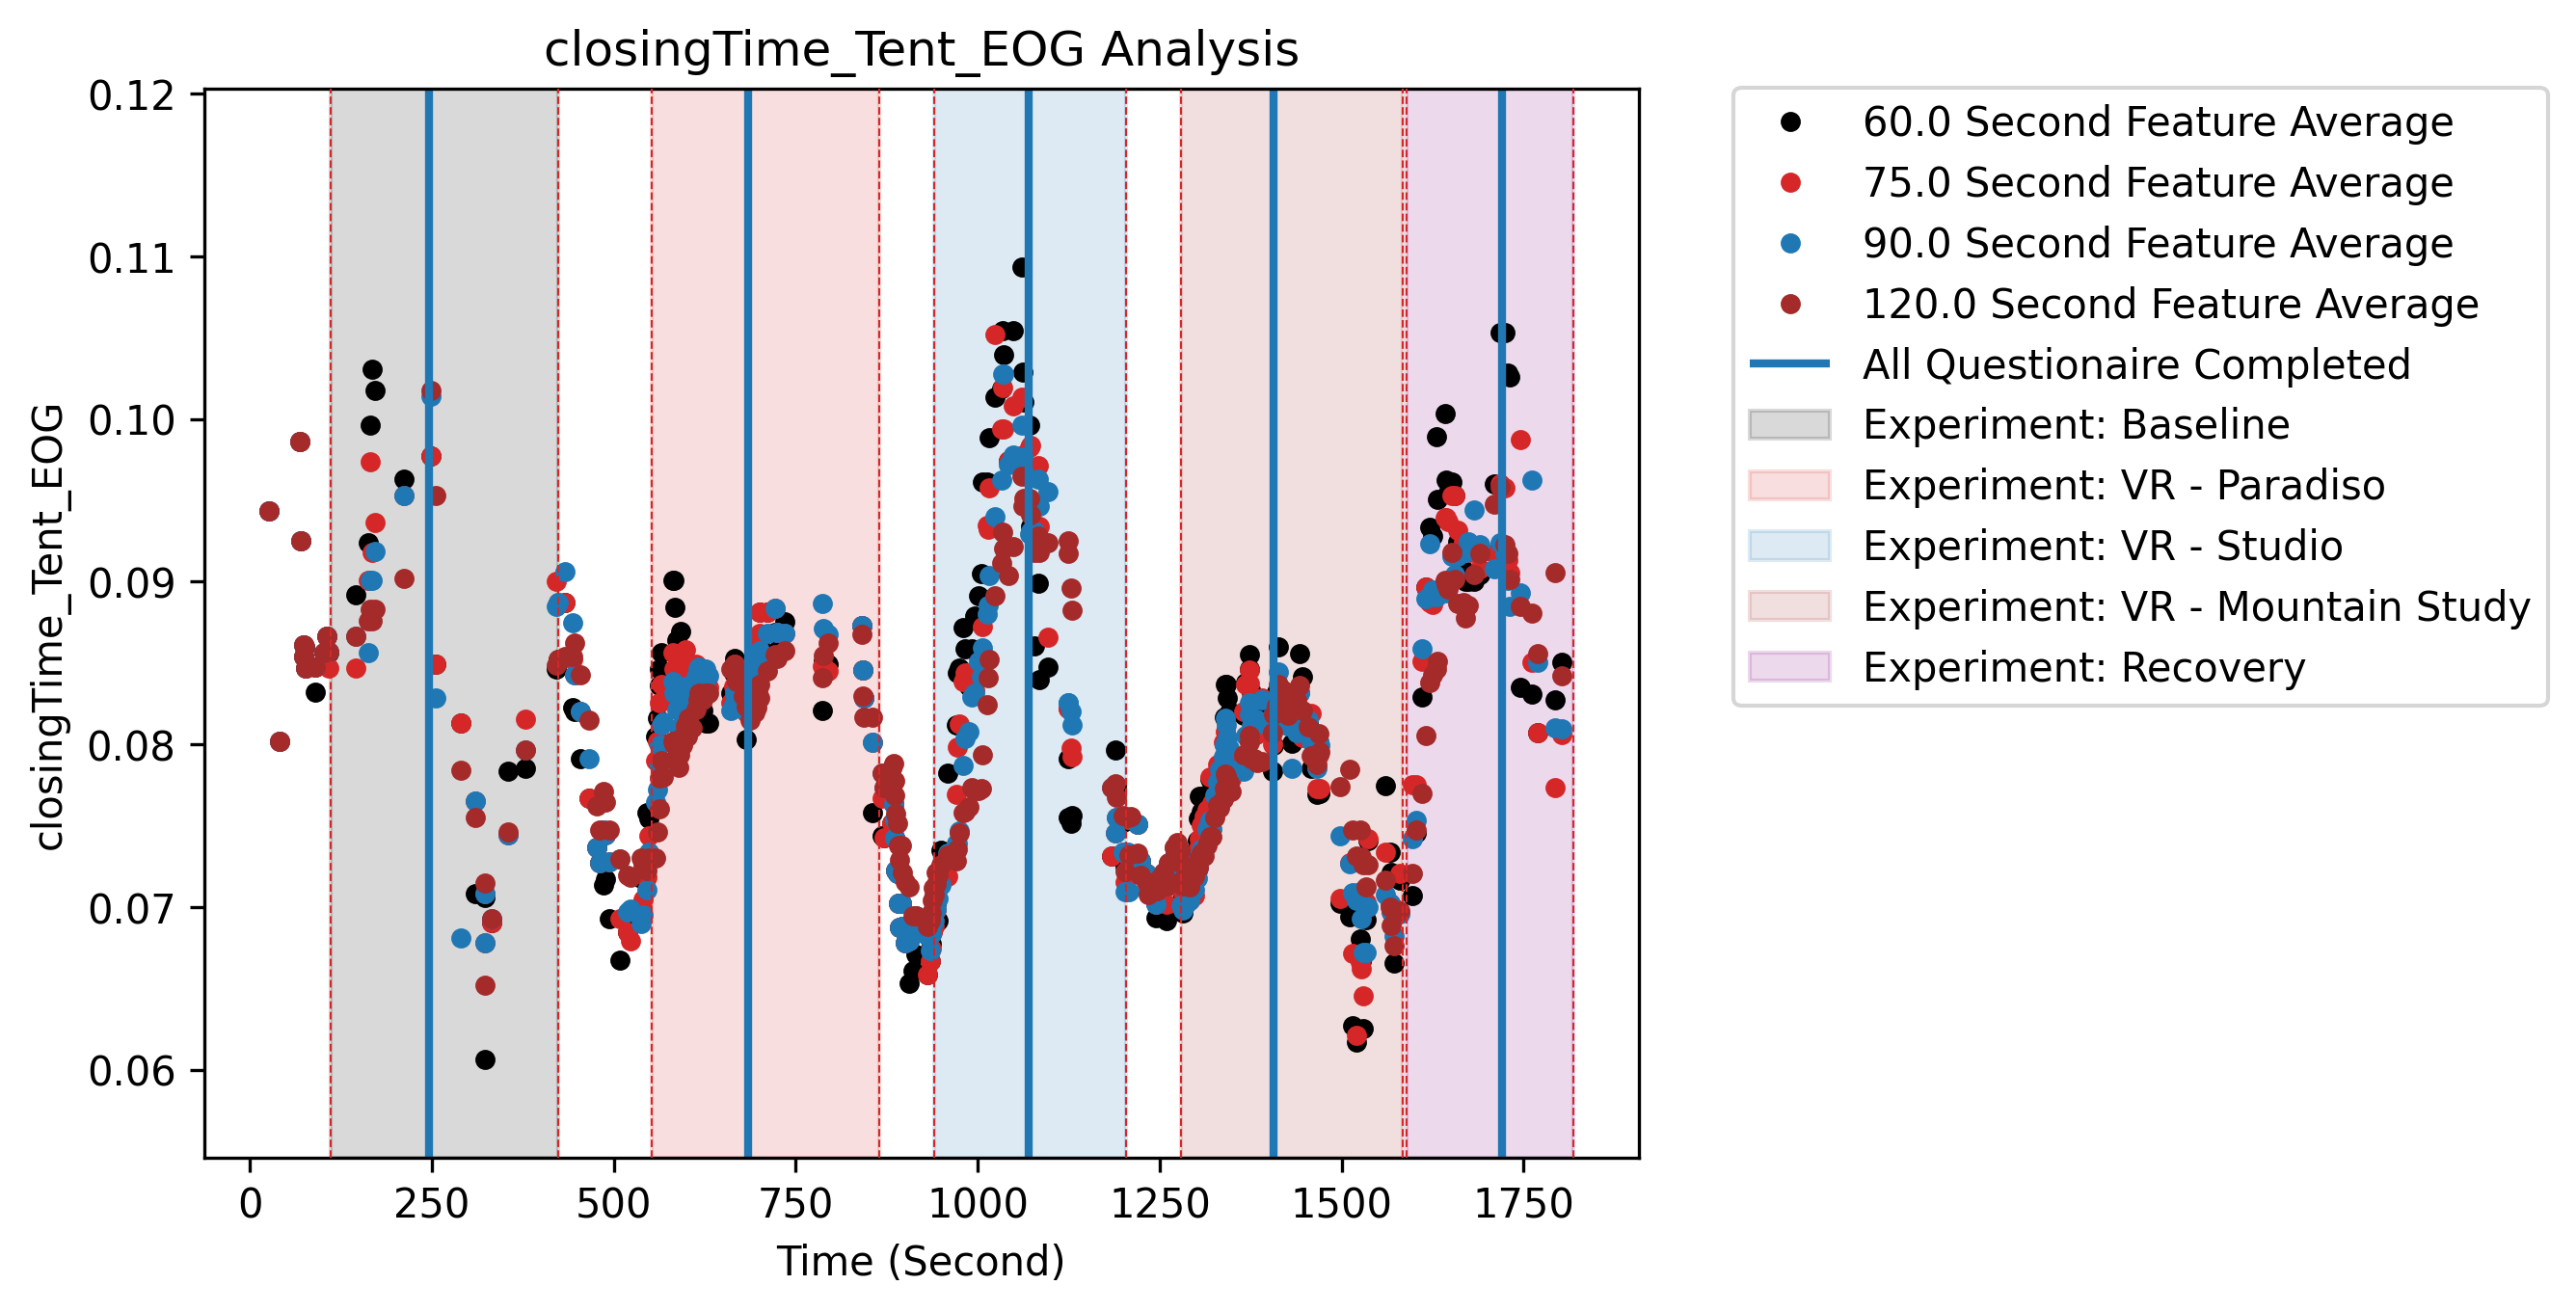 closingTime_Tent_EOG Analysis
0.12
0.11
0.10
0.09
0.08
0.07
0.06
closingTime_Tent_EOG
0 250 500 750 1000 1250 1500 1750
Time (Second)
60.0 Second Feature Average
75.0 Second Feature Average
90.0 Second Feature Average
120.0 Second Feature Average
All Questionaire Completed
Experiment: Baseline
Experiment: VR - Paradiso
Experiment: VR - Studio
Experiment: VR - Mountain Study
Experiment: Recovery